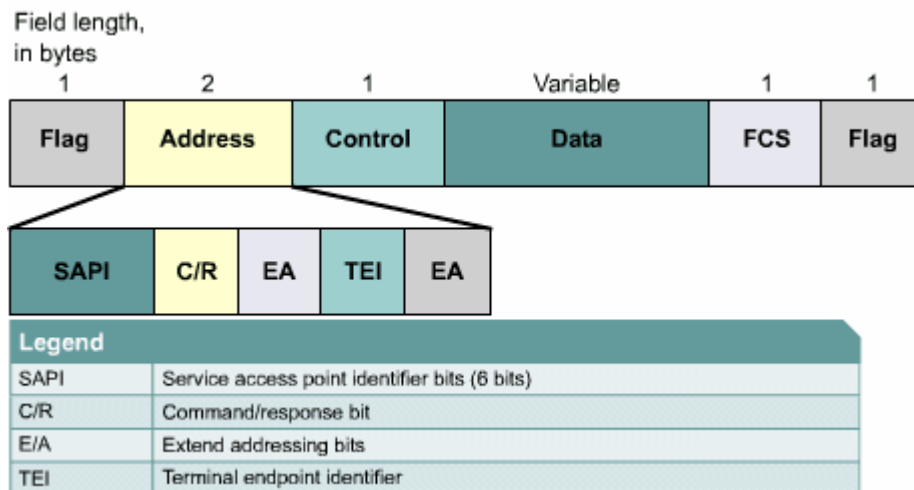 Field length,
in bytes
1 2 1 Variable 1 1
Flag Address Control Data FCS Flag
SAPI C/R EA TEI EA
Legend
SAPI Service access point identifier bits (6 bits)
C/R Command/response bit
E/A Extend addressing bits
TEI Terminal endpoint identifier